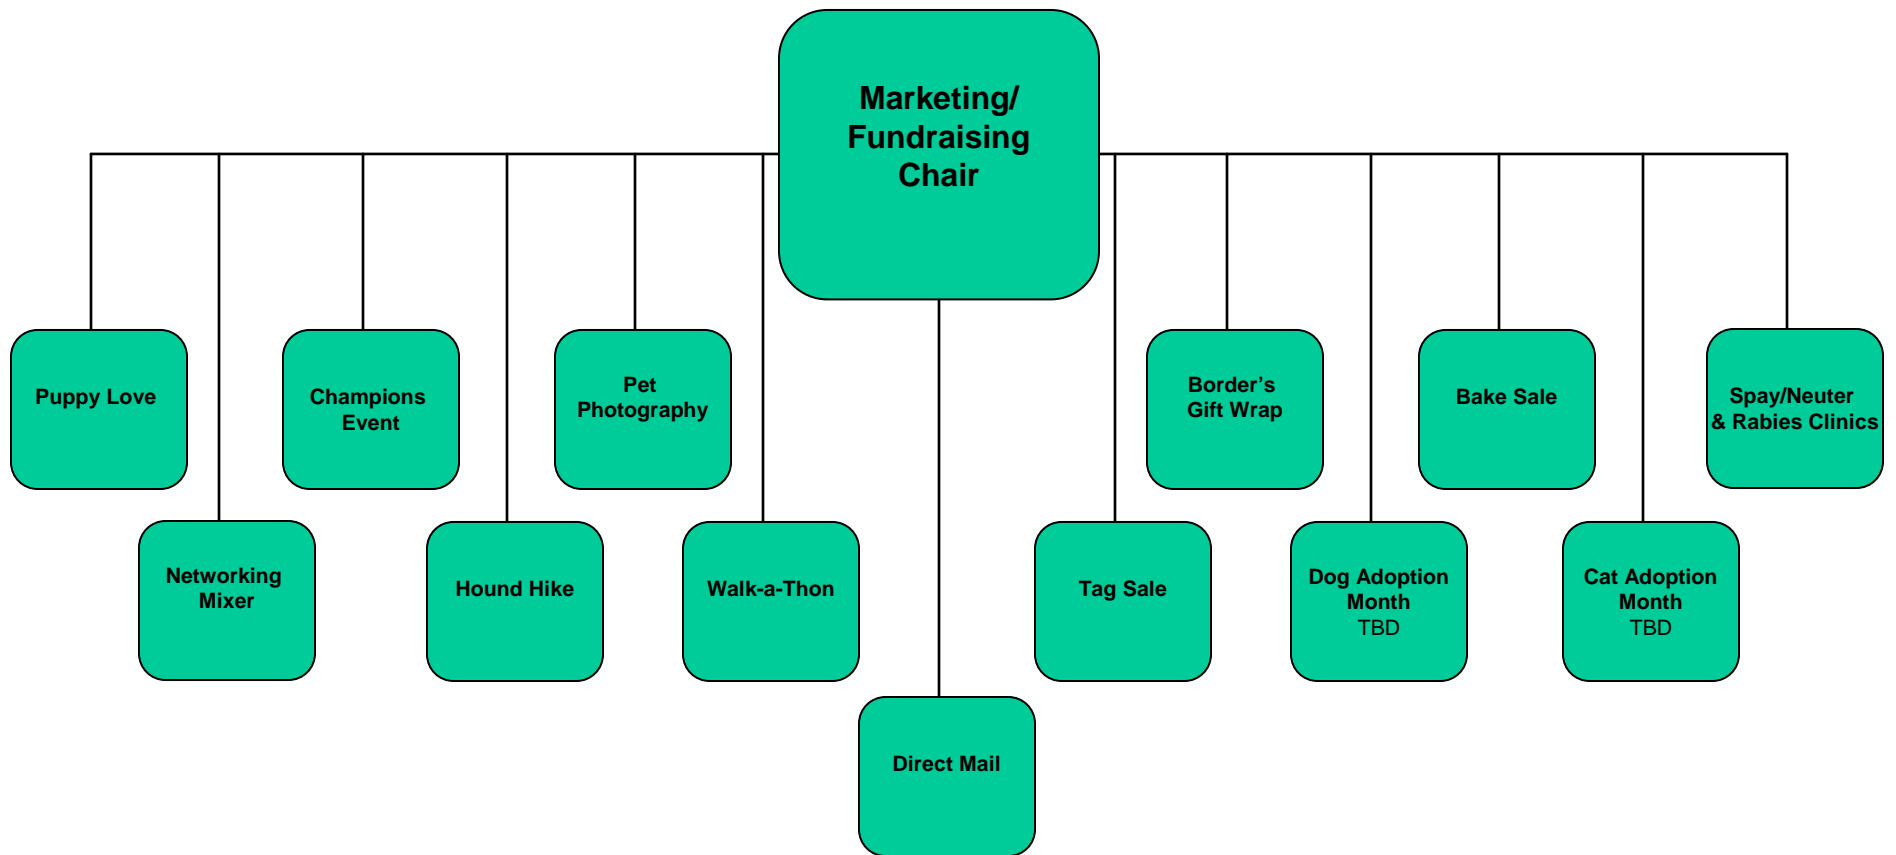 Marketing/
Fundraising
Chair
Puppy Love
Champions
Event
Pet
Photography
Border’s
Gift Wrap
Bake Sale
Spay/Neuter
& Rabies Clinics
Networking
Mixer
Hound Hike
Walk-a-Thon
Tag Sale
Dog Adoption
Month
TBD
Cat Adoption
Month
TBD
Direct Mail